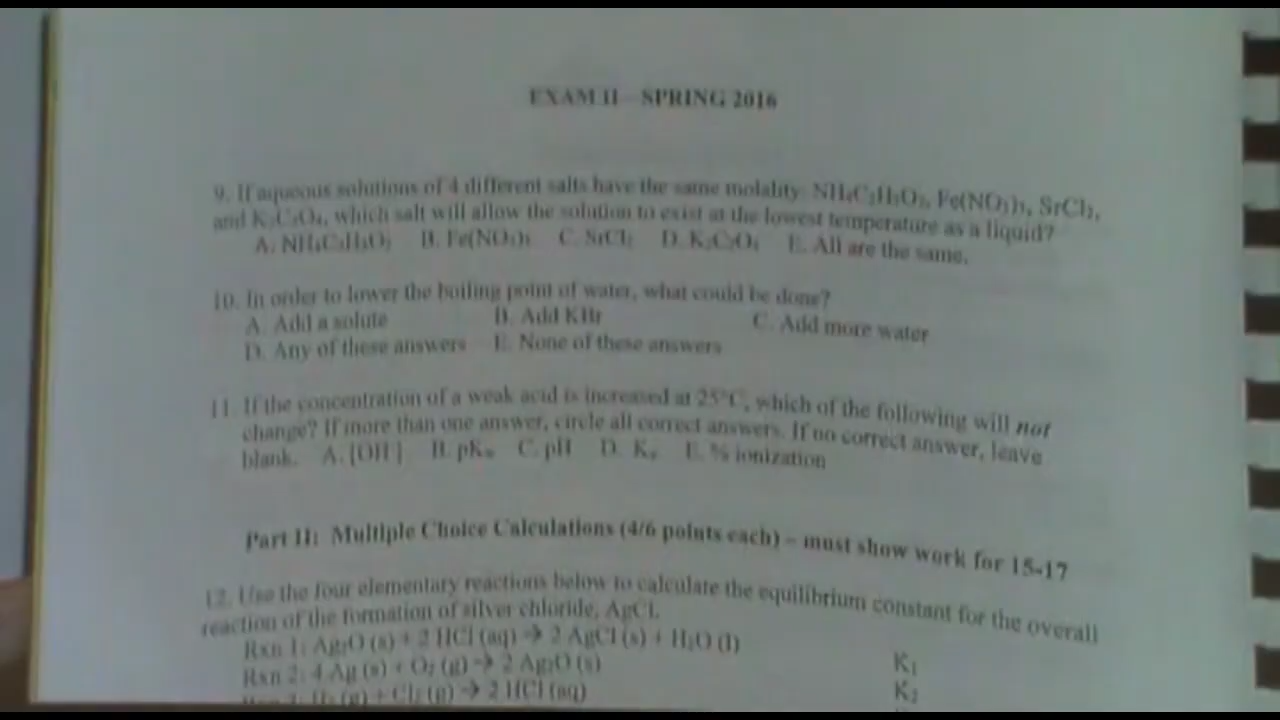 EXAM II - SPRING 2016
9. If aqueous solutions of 4 different salts have the same molality: NH₄C₂H₃O₂, Fe(NO₃)₃, SrCl₂,
and K₂C₂O₄, which salt will allow the solution to exist at the lowest temperature as a liquid?
A. NH₄C₂H₃O₂ B. Fe(NO₃)₃ C. SrCl₂ D. K₂C₂O₄ E. All are the same.
10. In order to lower the boiling point of water, what could be done?
A. Add a solute B. Add KBr C. Add more water
D. Any of these answers E. None of these answers
11. If the concentration of a weak acid is increased at 25°C, which of the following will not
change? If more than one answer, circle all correct answers. If no correct answer, leave
blank. A. [OH⁻] B. C. pH D. E. % ionization
Part II: Multiple Choice Calculations (4/6 points each) – must show work for 15-17
12. Use the four elementary reactions below to calculate the equilibrium constant for the overall
reaction of the formation of silver chloride, AgCl.
Rxn 1: Ag₂O (s) + 2 HCl (aq) → 2 AgCl (s) + H₂O (l) K₁
Rxn 2: 4 Ag (s) + O₂ (g) → 2 Ag₂O (s) K₂
H₂ (g) + Cl₂ (g) → 2 HCl (aq)